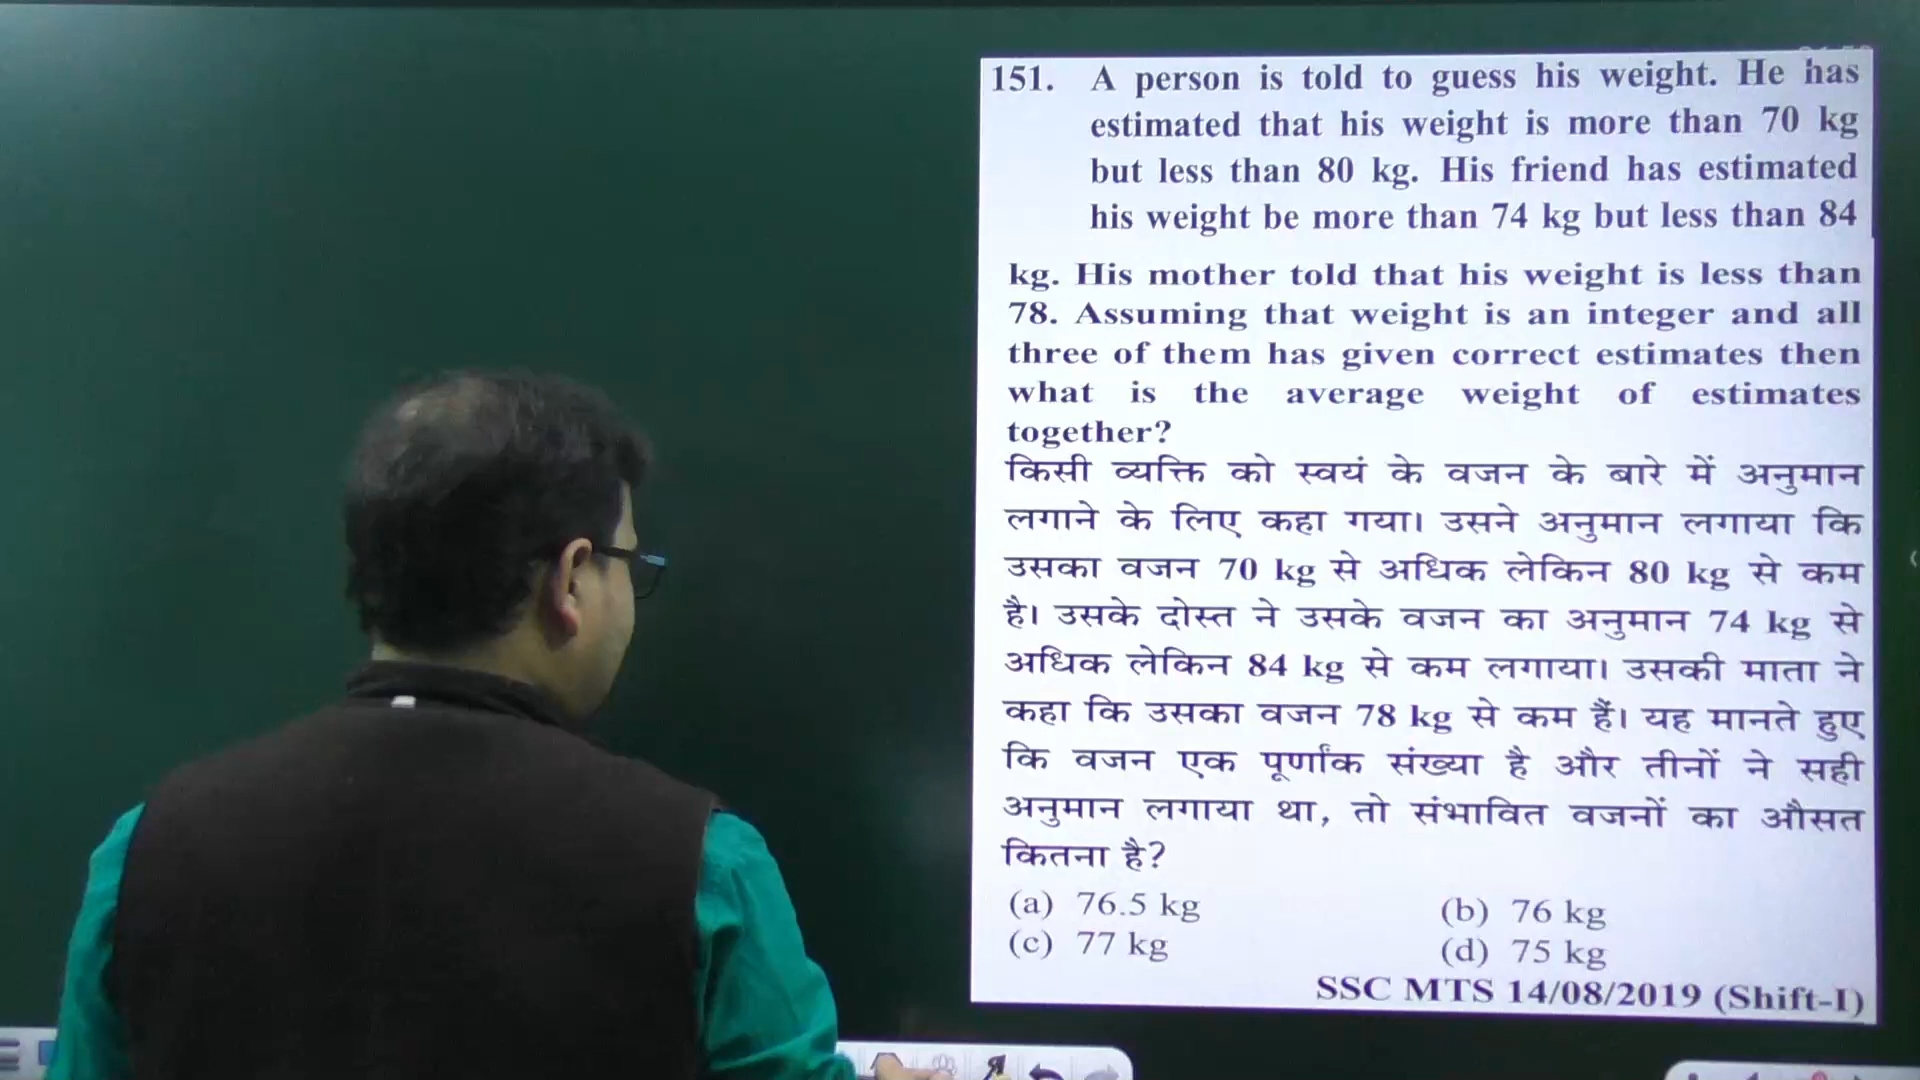 151. A person is told to guess his weight. He has
estimated that his weight is more than 70 kg
but less than 80 kg. His friend has estimated
his weight be more than 74 kg but less than 84
kg. His mother told that his weight is less than
78. Assuming that weight is an integer and all
three of them has given correct estimates then
what is the average weight of estimates
together?
किसी व्यक्ति को स्वयं के वजन के बारे में अनुमान
लगाने के लिए कहा गया। उसने अनुमान लगाया कि
उसका वजन 70 kg से अधिक लेकिन 80 kg से कम
है। उसके दोस्त ने उसके वजन का अनुमान 74 kg से
अधिक लेकिन 84 kg से कम लगाया। उसकी माता ने
कहा कि उसका वजन 78 kg से कम हैं। यह मानते हुए
कि वजन एक पूर्णांक संख्या है और तीनों ने सही
अनुमान लगाया था, तो संभावित वजनों का औसत
कितना है?
(a) 76.5 kg (b) 76 kg
(c) 77 kg (d) 75 kg
SSC MTS 14/08/2019 (Shift-I)